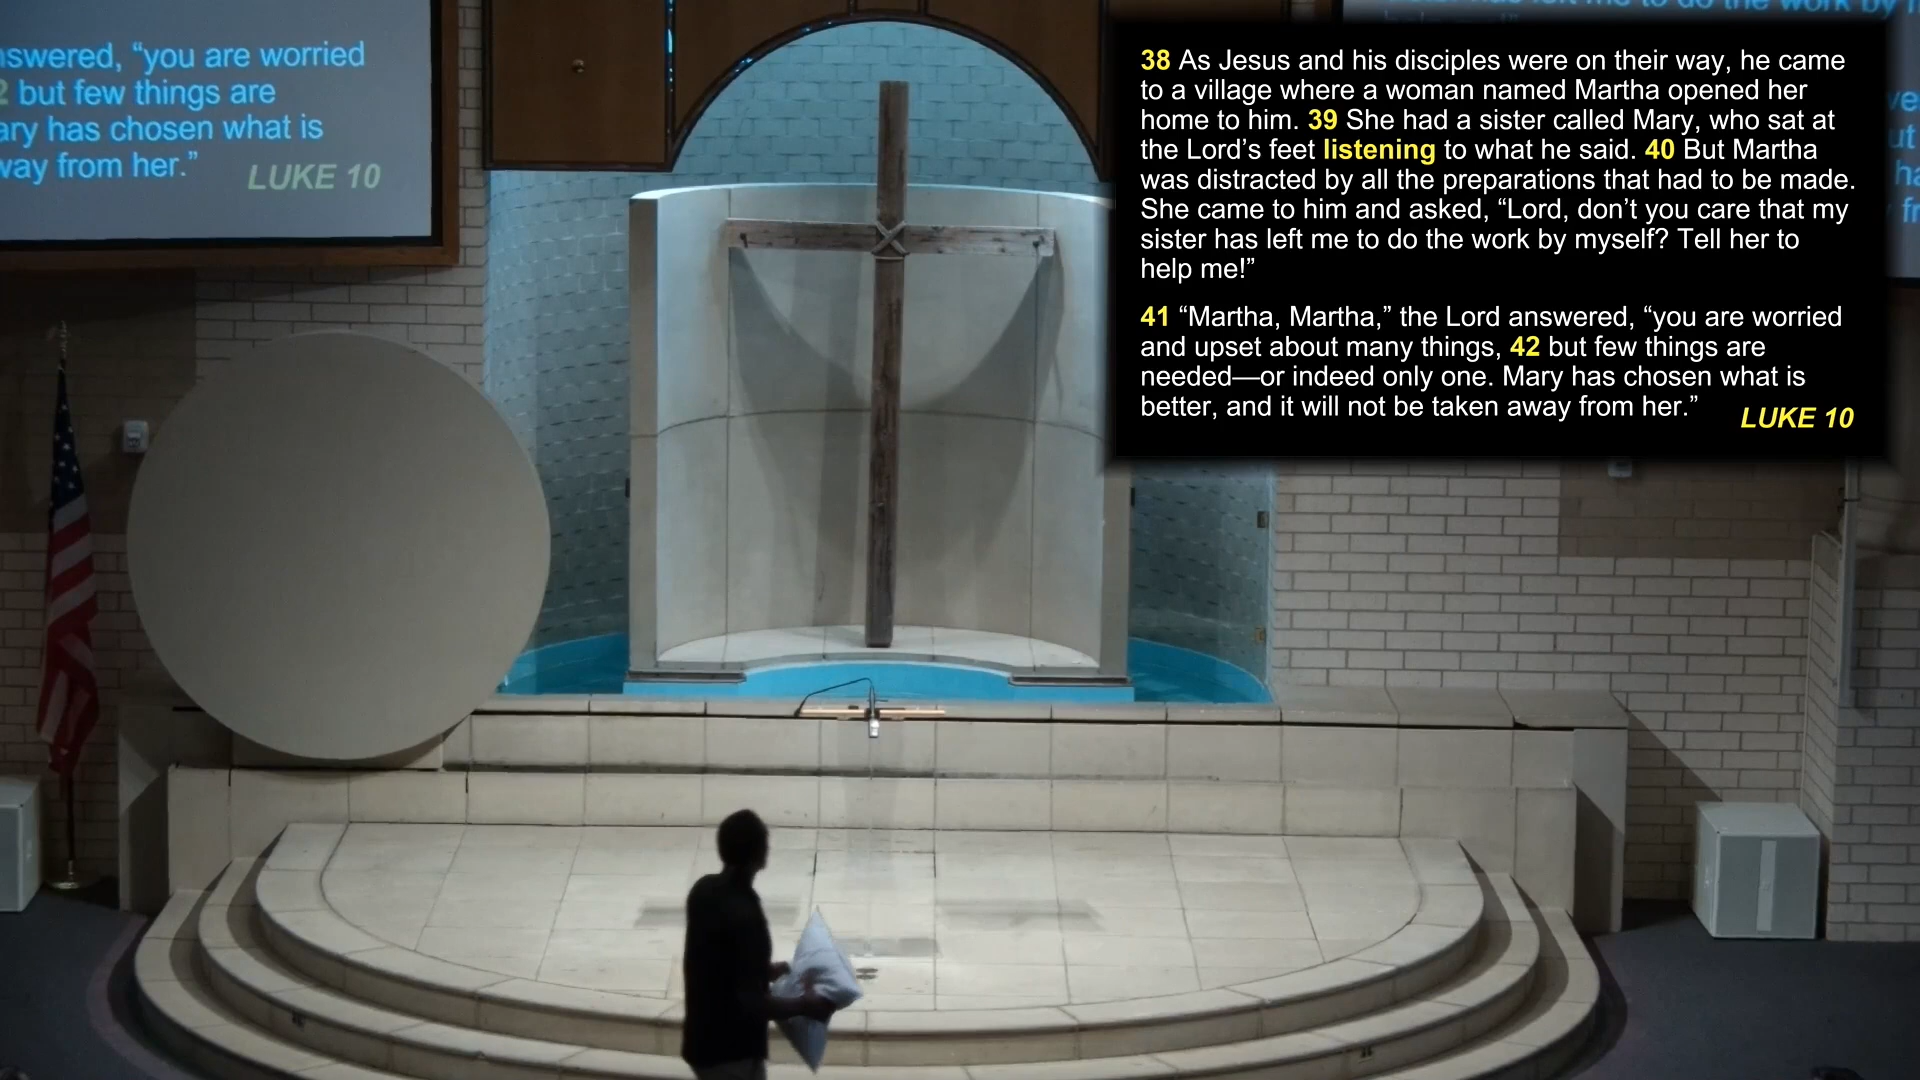 nswered, “you are worried
2 but few things are
ary has chosen what is
way from her.”
LUKE 10
38 As Jesus and his disciples were on their way, he came
to a village where a woman named Martha opened her
home to him. 39 She had a sister called Mary, who sat at
the Lord’s feet listening to what he said. 40 But Martha
was distracted by all the preparations that had to be made.
She came to him and asked, “Lord, don’t you care that my
sister has left me to do the work by myself? Tell her to
help me!”
41 “Martha, Martha,” the Lord answered, “you are worried
and upset about many things, 42 but few things are
needed—or indeed only one. Mary has chosen what is
better, and it will not be taken away from her.”
LUKE 10